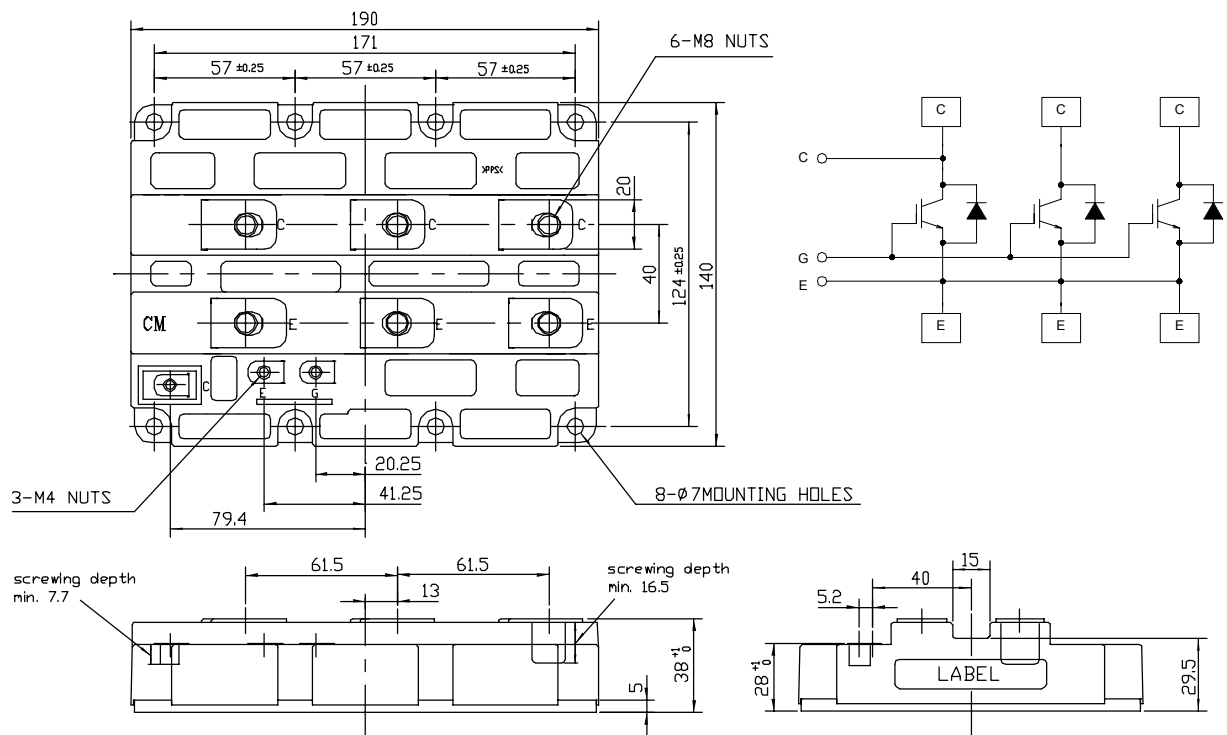 190
171
57 ±0.25
57 ±0.25
57 ±0.25
6-M8 NUTS
>PPS<
C
C
C
20
40
124 ±0.25
140
CM
E
E
E
C
E
G
20.25
41.25
79.4
3-M4 NUTS
8-Φ7MOUNTING HOLES
C
C
C
C
G
E
E
E
E
screwing depth
min. 7.7
61.5
61.5
13
screwing depth
min. 16.5
38 +1 0
5
15
40
5.2
28 +1 0
LABEL
29.5